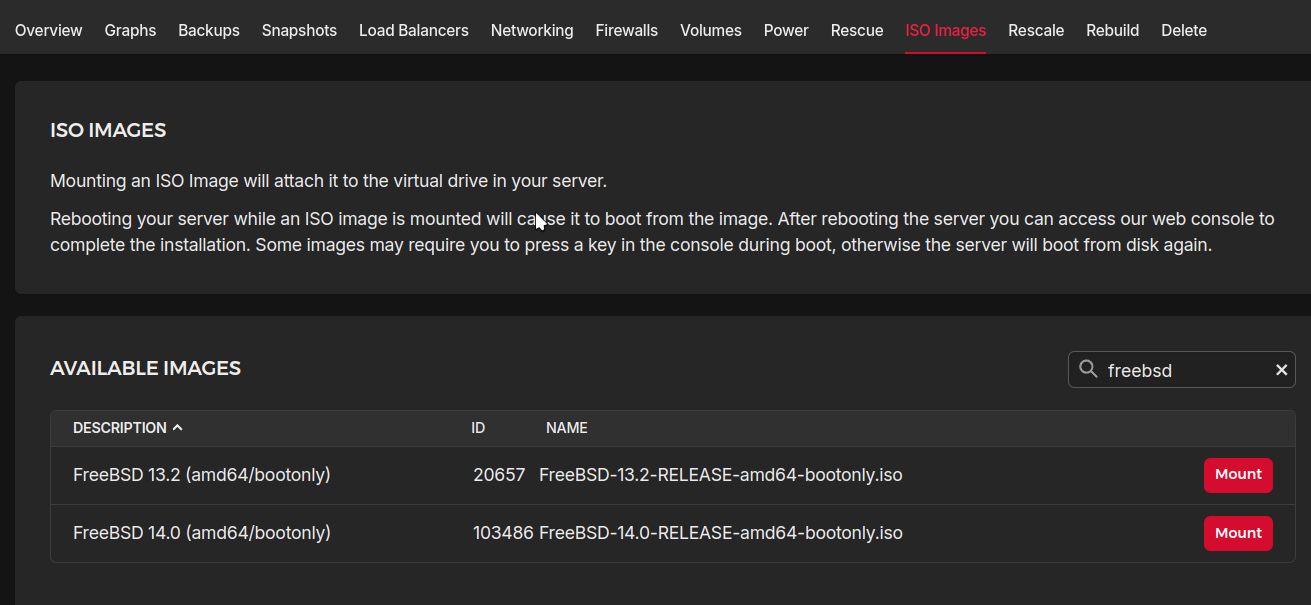 Overview Graphs Backups Snapshots Load Balancers Networking Firewalls Volumes Power Rescue ISO Images Rescale Rebuild Delete
ISO IMAGES
Mounting an ISO Image will attach it to the virtual drive in your server.
Rebooting your server while an ISO image is mounted will cause it to boot from the image. After rebooting the server you can access our web console to
complete the installation. Some images may require you to press a key in the console during boot, otherwise the server will boot from disk again.
AVAILABLE IMAGES
freebsd
DESCRIPTION ID NAME
FreeBSD 13.2 (amd64/bootonly) 20657 FreeBSD-13.2-RELEASE-amd64-bootonly.iso Mount
FreeBSD 14.0 (amd64/bootonly) 103486 FreeBSD-14.0-RELEASE-amd64-bootonly.iso Mount